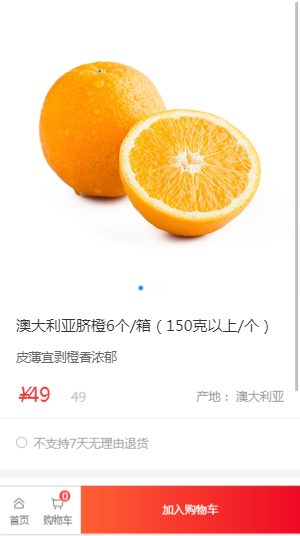 澳大利亚脐橙6个/箱（150克以上/个）
皮薄宜剥橙香浓郁
¥49 49 产地： 澳大利亚
不支持7天无理由退货
0
首页 购物车 加入购物车